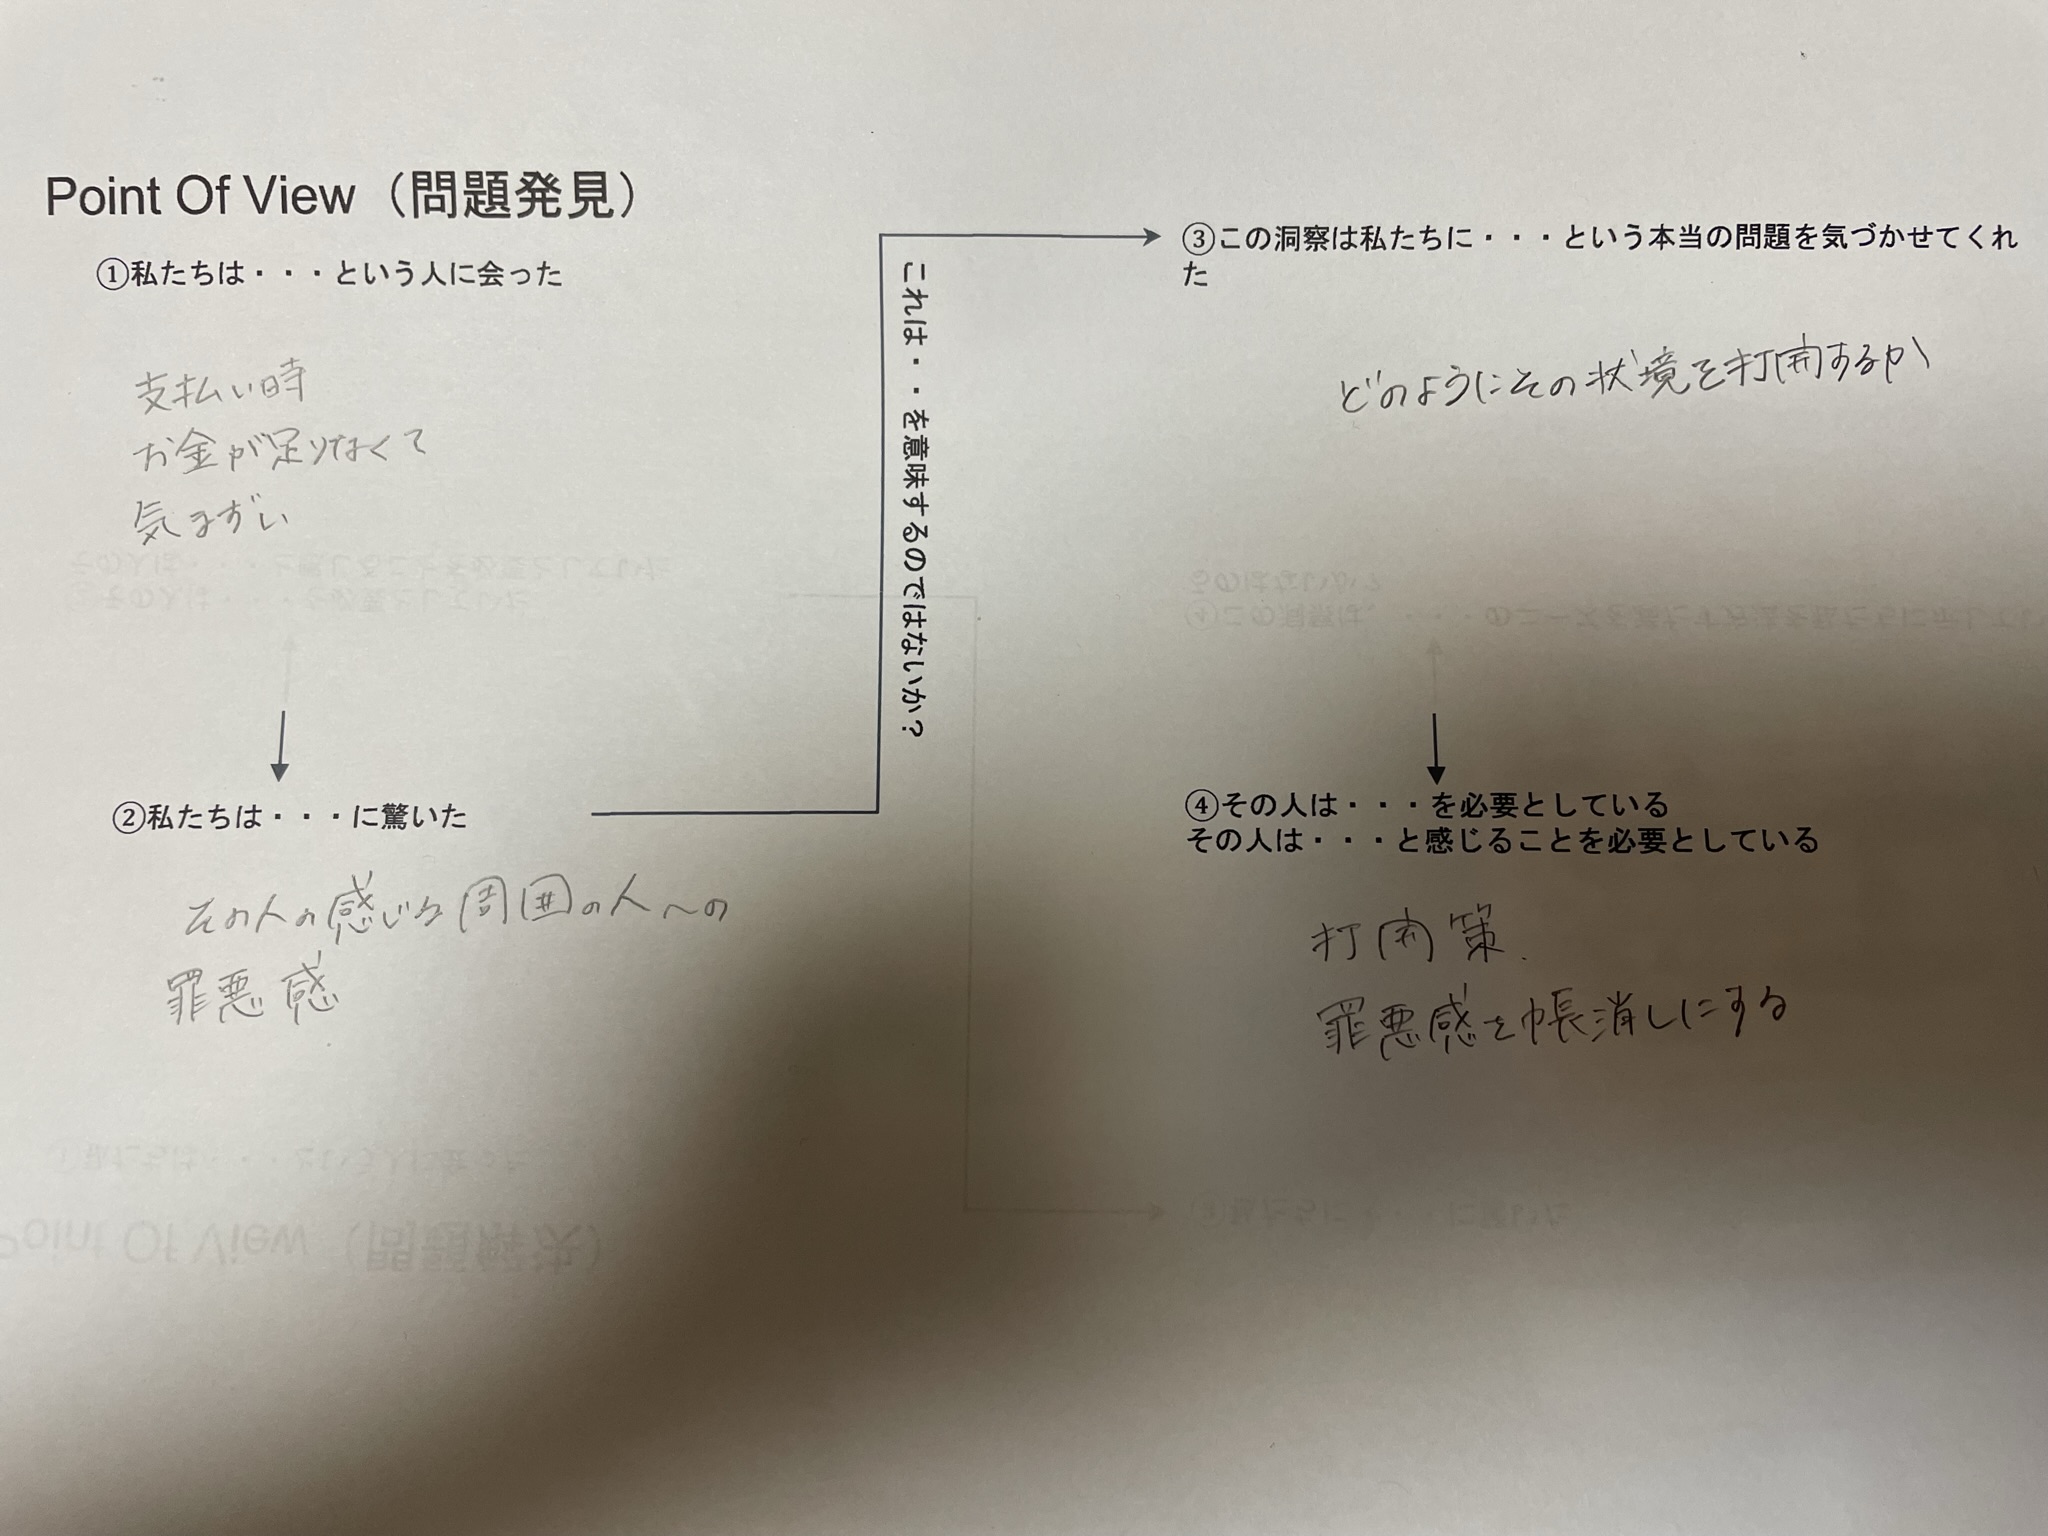 Point Of View（問題発見）
①私たちは・・・という人に会った
支払い時
お金が足りなくて
気まずい
②私たちは・・・に驚いた
その人の感じる周囲の人への
罪悪感
これは・・を意味するのではないか？
③この洞察は私たちに・・・という本当の問題を気づかせてくれ
た
どのようにその状境を打開するか
④その人は・・・を必要としている
その人は・・・と感じることを必要としている
打開策.
罪悪感を帳消しにする